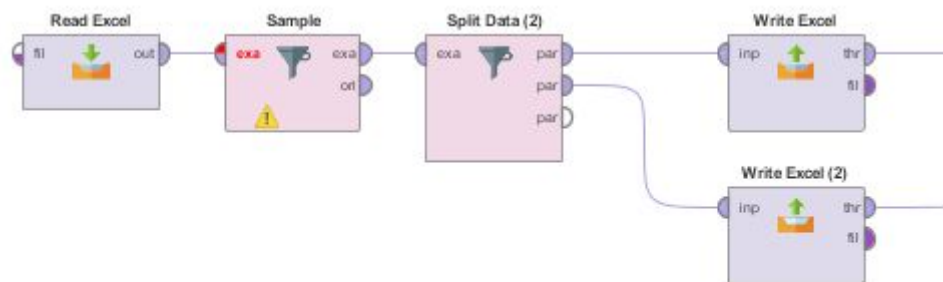 Read Excel
fil
out
Sample
exa
exa
ori
Split Data (2)
exa
par
par
par
Write Excel
inp
thr
fil
Write Excel (2)
inp
thr
fil